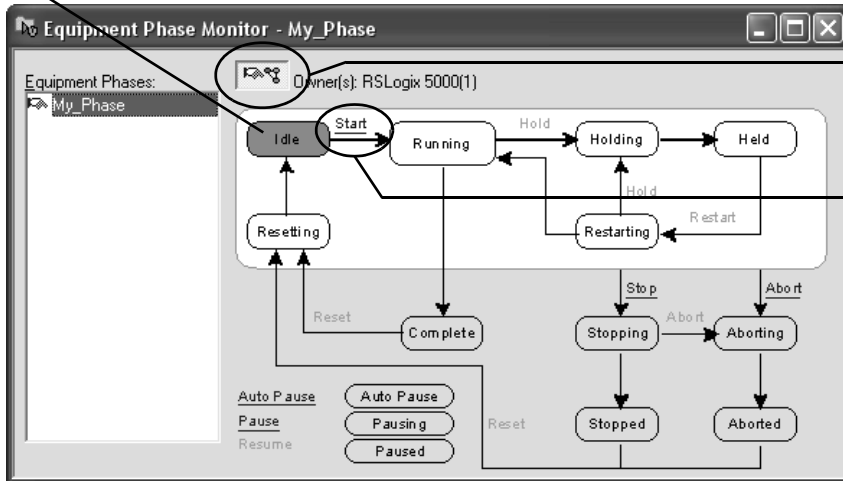 Equipment Phase Monitor - My_Phase
Equipment Phases:
Owner(s): RSLogix 5000(1)
My_Phase
Idle
Start
Running
Hold
Holding
Held
Hold
Restart
Resetting
Restarting
Stop
Abort
Reset
Complete
Stopping
Abort
Aborting
Auto Pause
Auto Pause
Pause
Pausing
Reset
Stopped
Aborted
Resume
Paused